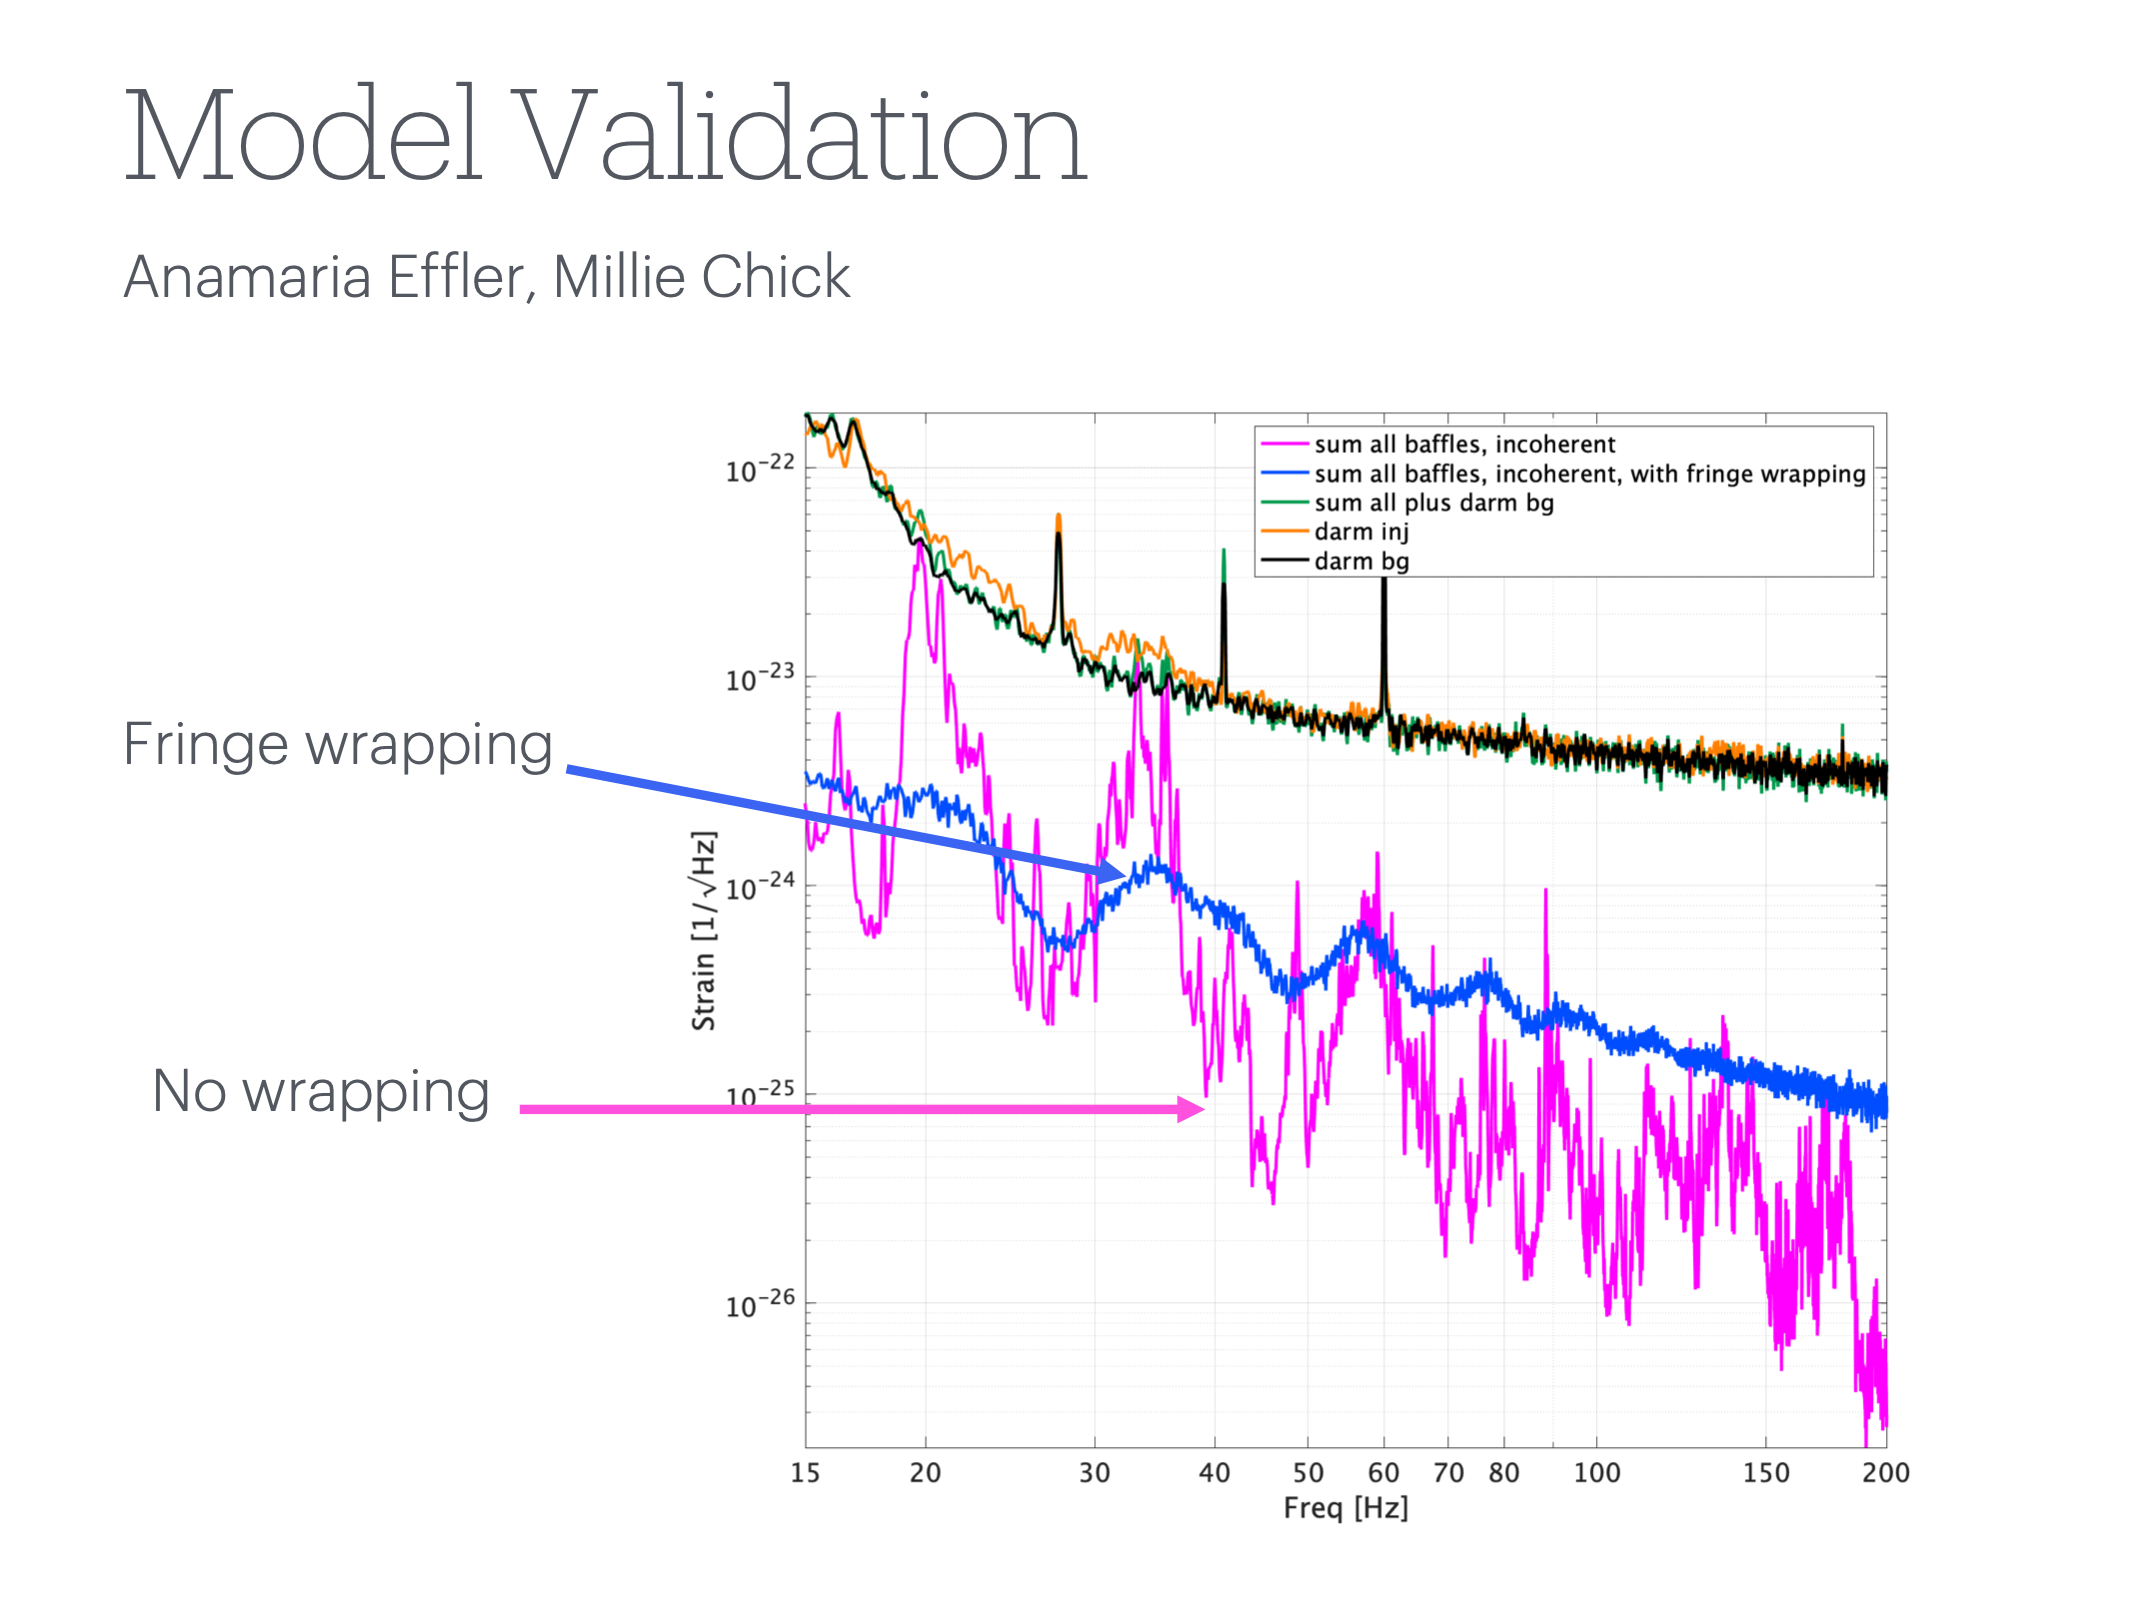 Model Validation
Anamaria Effler, Millie Chick
sum all baffles, incoherent
sum all baffles, incoherent, with fringe wrapping
sum all plus darm bg
darm inj
darm bg
10⁻²²
10⁻²³
10⁻²⁴
10⁻²⁵
10⁻²⁶
Strain [1/√Hz]
Fringe wrapping
No wrapping
15 20 30 40 50 60 70 80 100 150 200
Freq [Hz]